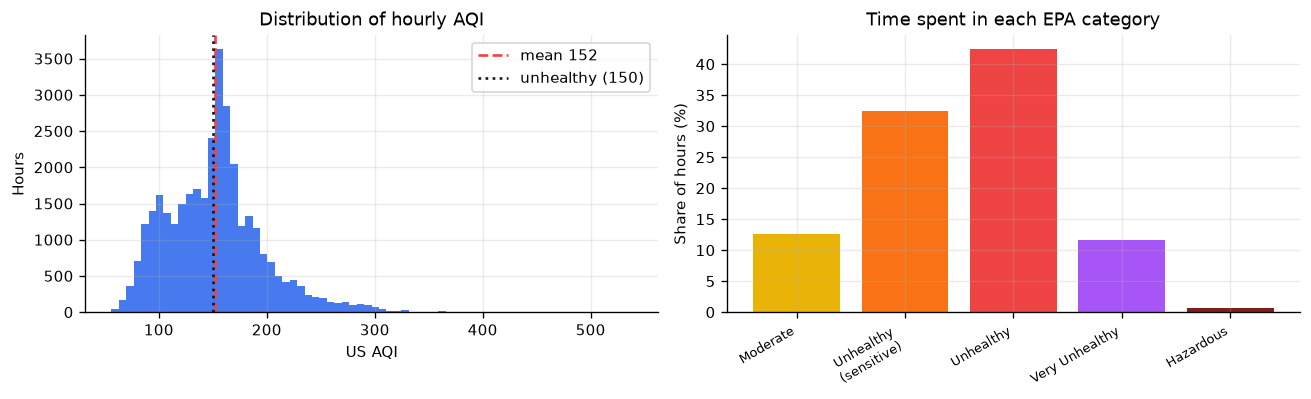 Distribution of hourly AQI
3500
3000
2500
2000
1500
1000
500
0
Hours
mean 152
unhealthy (150)
100 200 300 400 500
US AQI
Time spent in each EPA category
40
35
30
25
20
15
10
5
0
Share of hours (%)
Moderate
Unhealthy
(sensitive)
Unhealthy
Very Unhealthy
Hazardous